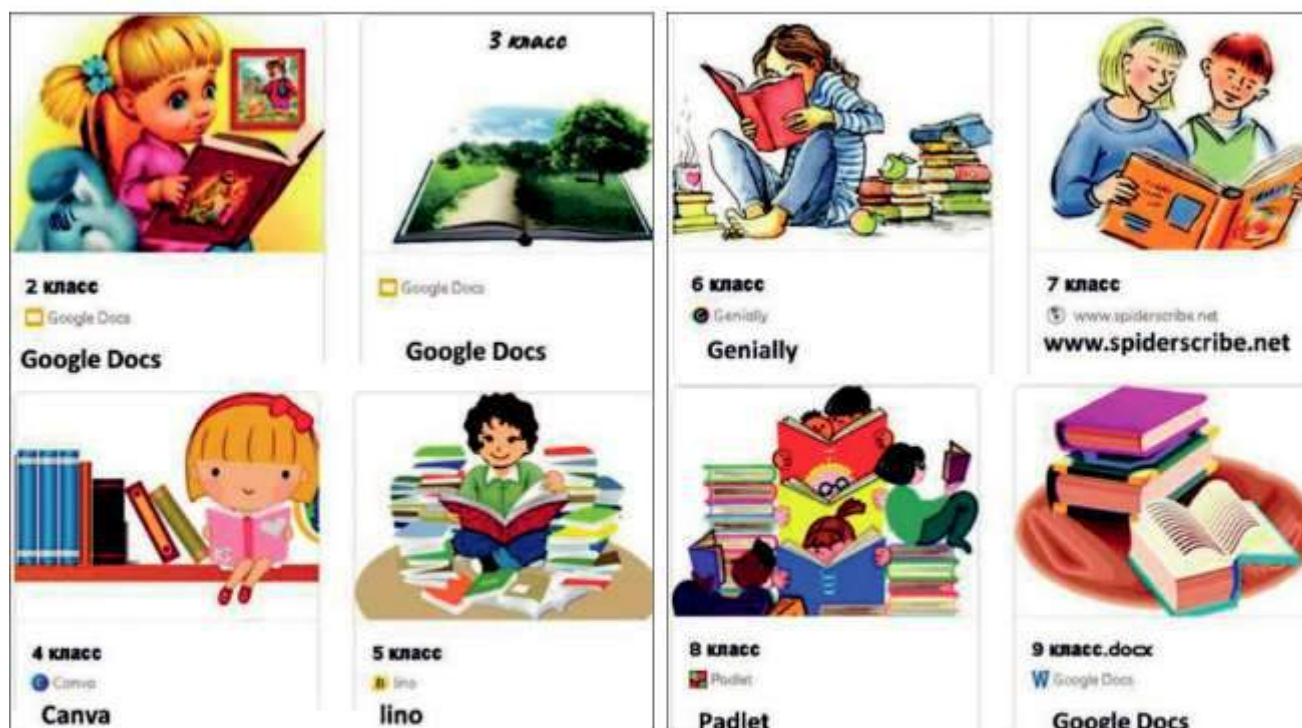 3 класс
2 класс
Google Docs
Google Docs
Google Docs
Google Docs
6 класс
Genially
Genially
7 класс
www.spiderscribe.net
www.spiderscribe.net
4 класс
Canva
Canva
5 класс
lino
lino
8 класс
Padlet
Padlet
9 класс.docx
Google Docs
Google Docs